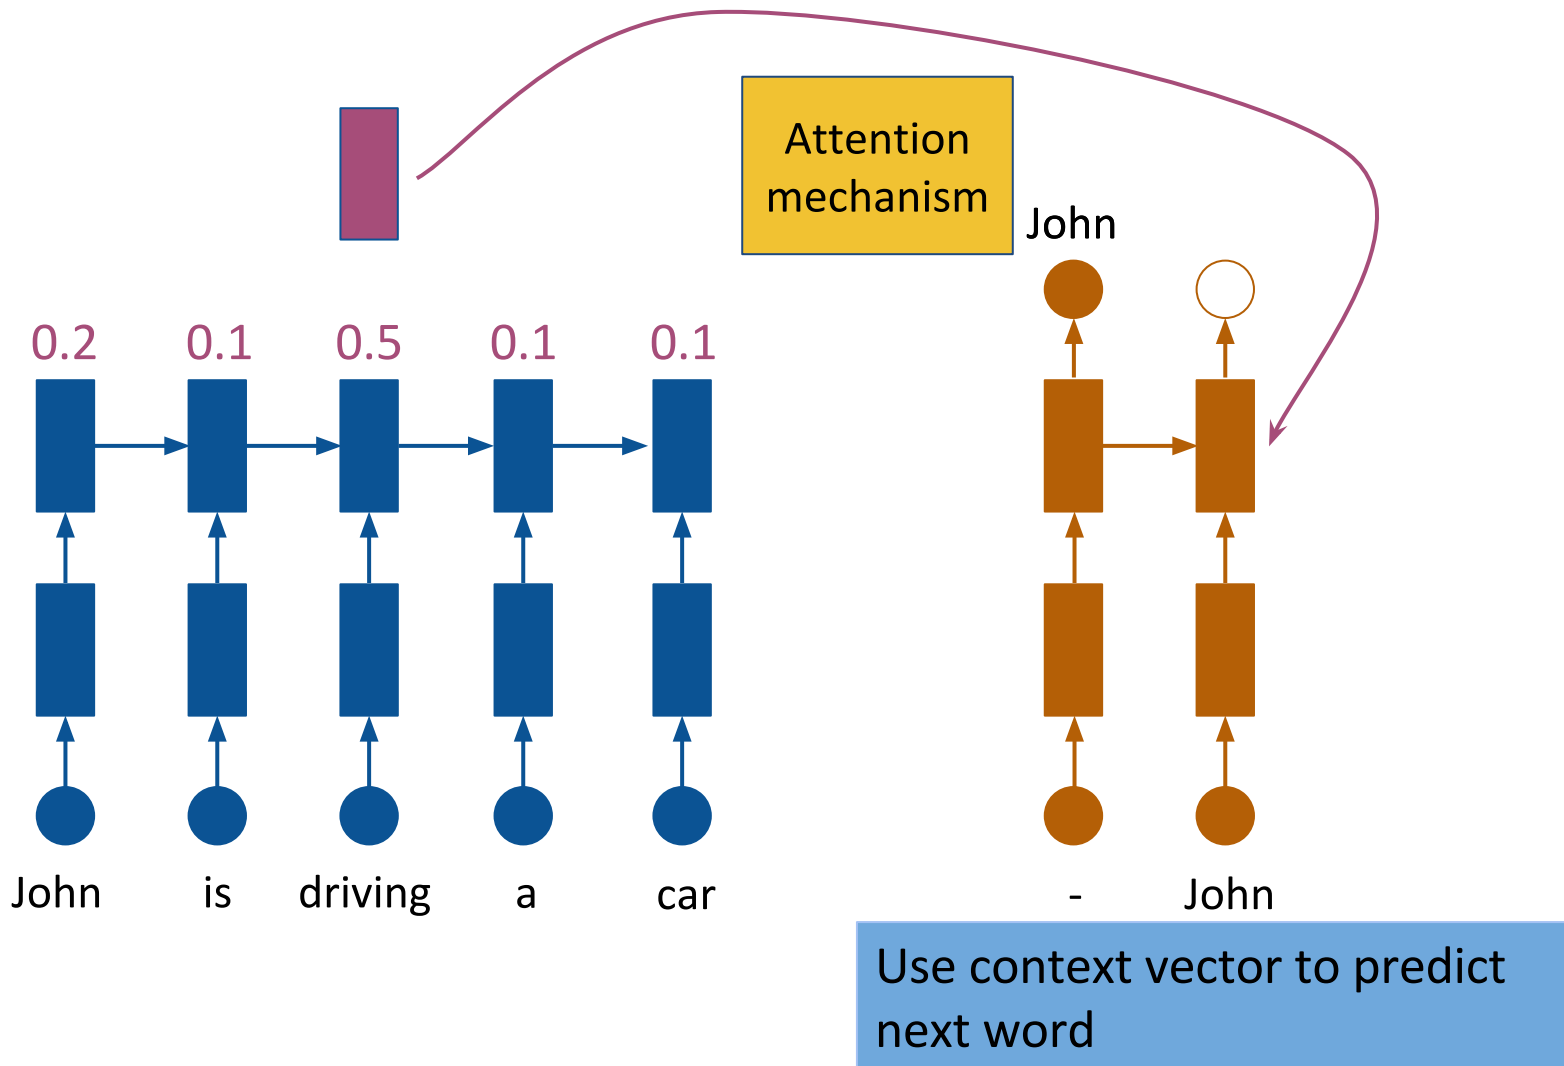 Attention
mechanism
John
0.2 0.1 0.5 0.1 0.1
John is driving a car
- John
Use context vector to predict
next word